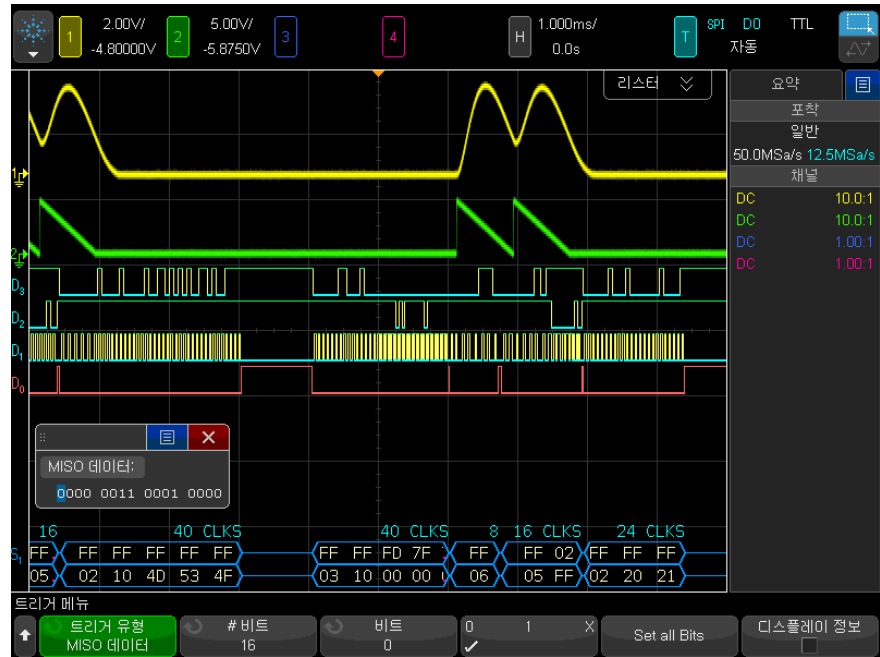 1 2.00V/ -4.80000V 2 5.00V/ -5.8750V 3 4 H 1.000ms/ 0.0s T SPI D0 TTL
자동
리스터
요약
포착
일반
50.0MSa/s 12.5MSa/s
채널
DC 10.0:1
DC 10.0:1
DC 1.00:1
DC 1.00:1
1
2
D3
D2
D1
D0
MISO 데이터:
0000 0011 0001 0000
16 40 CLKS 40 CLKS 8 16 CLKS 24 CLKS
S1 FF FF FF FF FF FF FF FF FD 7F FF FF 02 FF FF FF
05 02 10 4D 53 4F 03 10 00 00 06 05 FF 02 20 21
트리거 메뉴
트리거 유형
MISO 데이터
# 비트
16
비트
0
0 1 X
Set all Bits
디스플레이 정보